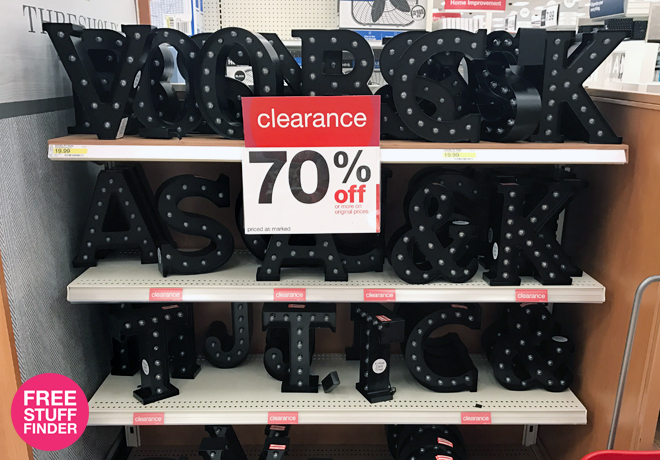 THRESHOLD
Home Improvement
V O O R C S K
clearance
70% off
or more on
original prices
priced as marked
19.99
19.99
A S A & K
clearance
clearance
clearance
clearance
T J T I C &
clearance
clearance
clearance
FREE
STUFF
FINDER